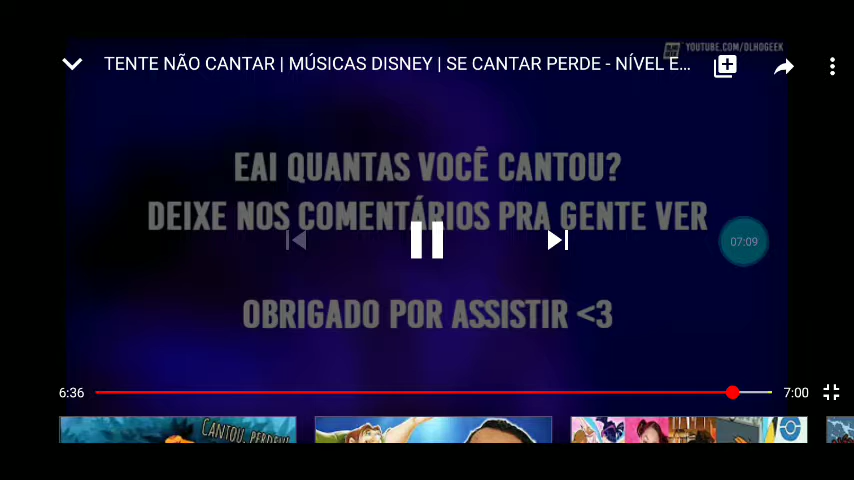 YOUTUBE.COM/OLHOGEEK
TENTE NÃO CANTAR | MÚSICAS DISNEY | SE CANTAR PERDE - NÍVEL E...
EAI QUANTAS VOCÊ CANTOU?
DEIXE NOS COMENTÁRIOS PRA GENTE VER
07:09
OBRIGADO POR ASSISTIR <3
6:36
7:00
CANTOU, PERDEU!